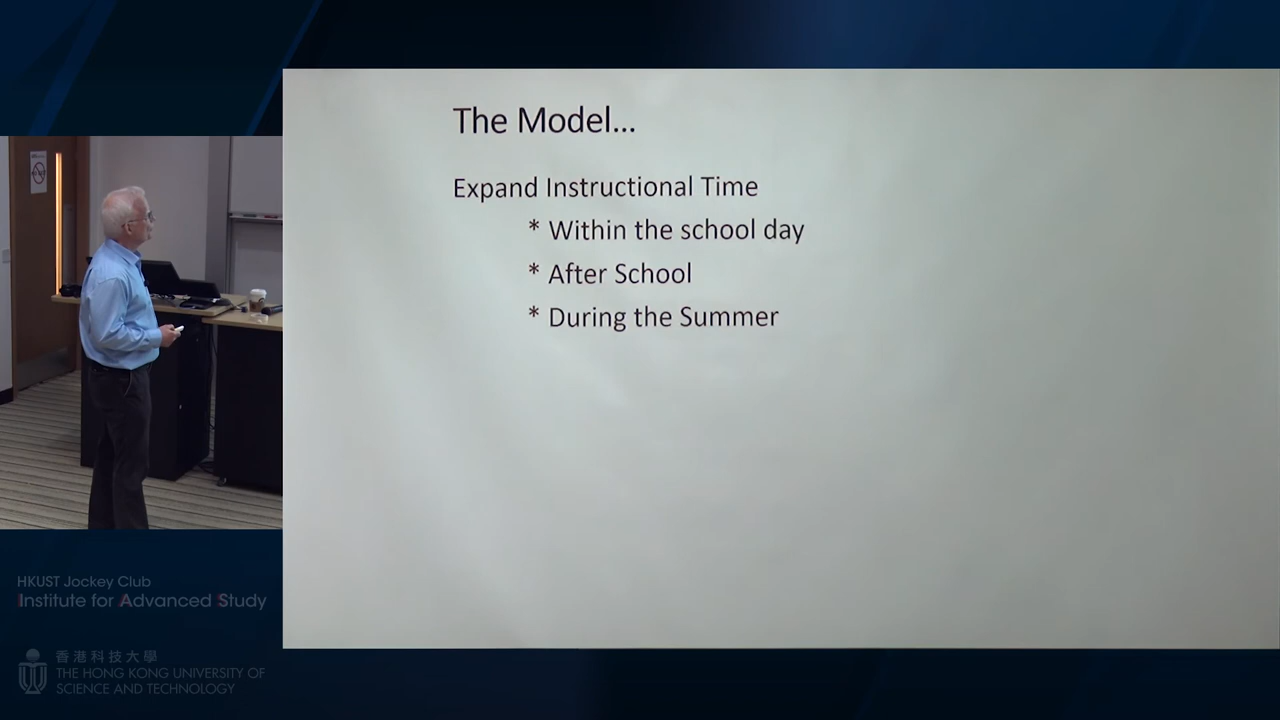 The Model...
Expand Instructional Time
* Within the school day
* After School
* During the Summer
HKUST Jockey Club
Institute for Advanced Study
香港科技大學
THE HONG KONG UNIVERSITY OF
SCIENCE AND TECHNOLOGY